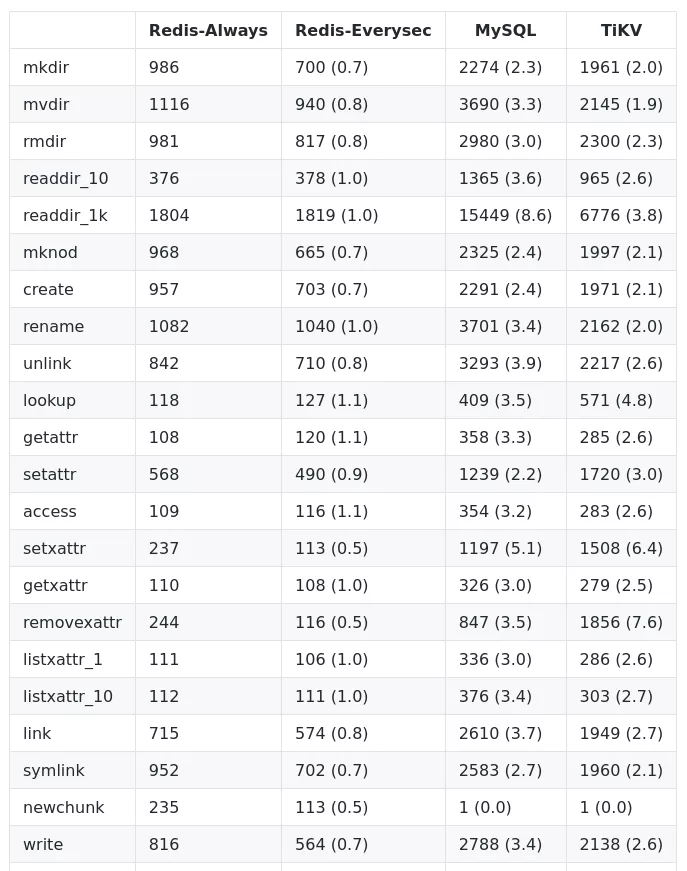 Redis-Always Redis-Everysec MySQL TiKV
mkdir 986 700 (0.7) 2274 (2.3) 1961 (2.0)
mvdir 1116 940 (0.8) 3690 (3.3) 2145 (1.9)
rmdir 981 817 (0.8) 2980 (3.0) 2300 (2.3)
readdir_10 376 378 (1.0) 1365 (3.6) 965 (2.6)
readdir_1k 1804 1819 (1.0) 15449 (8.6) 6776 (3.8)
mknod 968 665 (0.7) 2325 (2.4) 1997 (2.1)
create 957 703 (0.7) 2291 (2.4) 1971 (2.1)
rename 1082 1040 (1.0) 3701 (3.4) 2162 (2.0)
unlink 842 710 (0.8) 3293 (3.9) 2217 (2.6)
lookup 118 127 (1.1) 409 (3.5) 571 (4.8)
getattr 108 120 (1.1) 358 (3.3) 285 (2.6)
setattr 568 490 (0.9) 1239 (2.2) 1720 (3.0)
access 109 116 (1.1) 354 (3.2) 283 (2.6)
setxattr 237 113 (0.5) 1197 (5.1) 1508 (6.4)
getxattr 110 108 (1.0) 326 (3.0) 279 (2.5)
removexattr 244 116 (0.5) 847 (3.5) 1856 (7.6)
listxattr_1 111 106 (1.0) 336 (3.0) 286 (2.6)
listxattr_10 112 111 (1.0) 376 (3.4) 303 (2.7)
link 715 574 (0.8) 2610 (3.7) 1949 (2.7)
symlink 952 702 (0.7) 2583 (2.7) 1960 (2.1)
newchunk 235 113 (0.5) 1 (0.0) 1 (0.0)
write 816 564 (0.7) 2788 (3.4) 2138 (2.6)